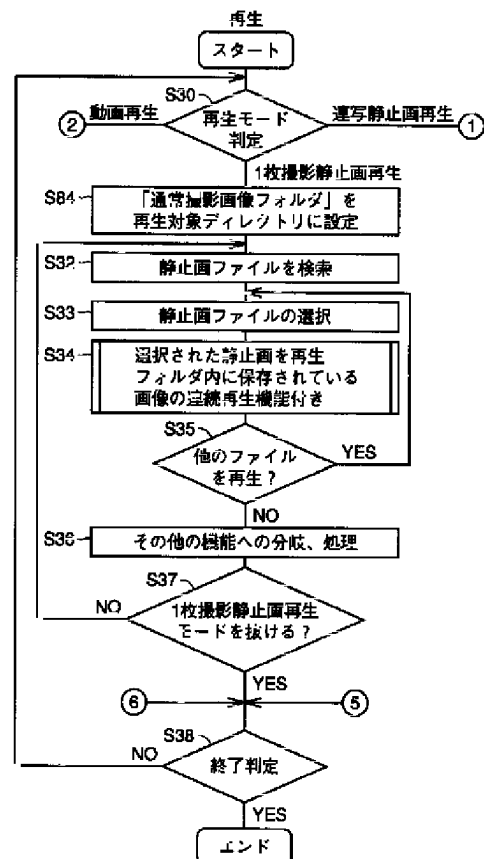 再生
スタート
S30
② 動画再生
再生モード
判定
連写静止画再生 ①
1枚撮影静止画再生
S84
「通常撮影画像フォルダ」を
再生対象ディレクトリに設定
S32
静止画ファイルを検索
S33
静止画ファイルの選択
S34
選択された静止画を再生
フォルダ内に保存されている
画像の連続再生機能付き
S35
他のファイル
を再生?
YES
NO
S36
その他の機能への分岐、処理
S37
NO
1枚撮影静止画再生
モードを抜ける?
YES
⑥
⑤
S38
NO
終了判定
YES
エンド